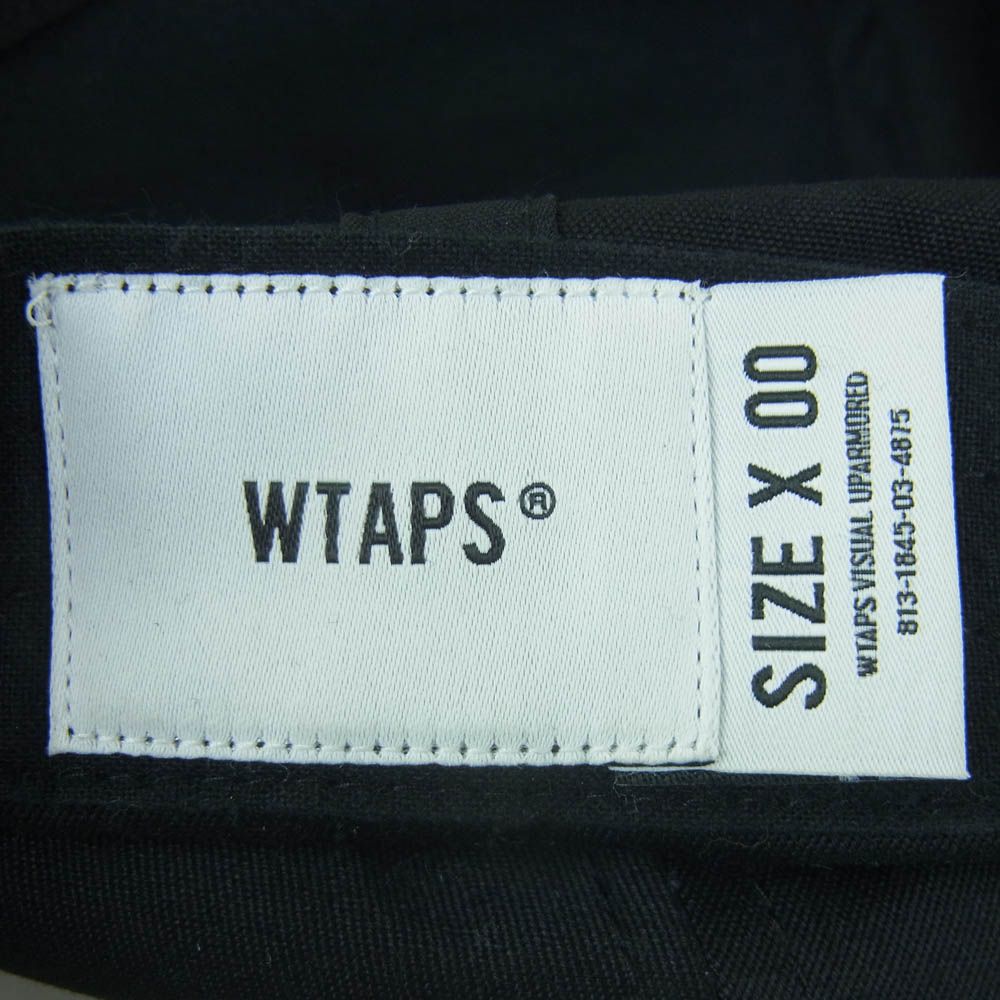 WTAPS®
SIZE X 00
WTAPS VISUAL UPARMORED
813-1845-03-4875